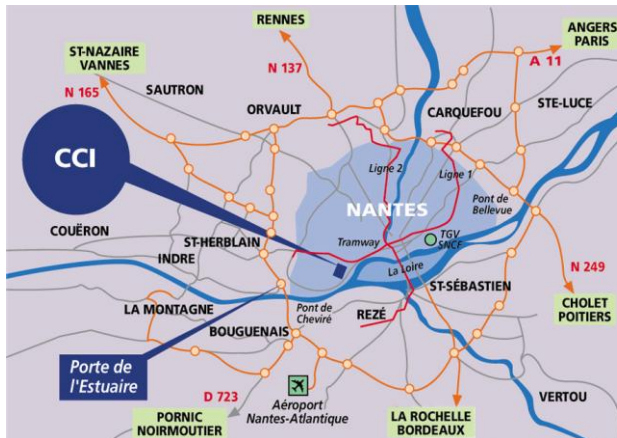 RENNES
ANGERS
PARIS
ST-NAZAIRE
VANNES
N 137
A 11
N 165
SAUTRON
ORVAULT
CARQUEFOU
STE-LUCE
CCI
Ligne 2
Ligne 1
NANTES
Pont de
Bellevue
COUËRON
ST-HERBLAIN
Tramway
TGV
SNCF
INDRE
La Loire
N 249
ST-SÉBASTIEN
LA MONTAGNE
Pont de
Cheviré
REZÉ
CHOLET
POITIERS
BOUGUENAIS
Porte de
l'Estuaire
D 723
Aéroport
Nantes-Atlantique
VERTOU
PORNIC
NOIRMOUTIER
LA ROCHELLE
BORDEAUX